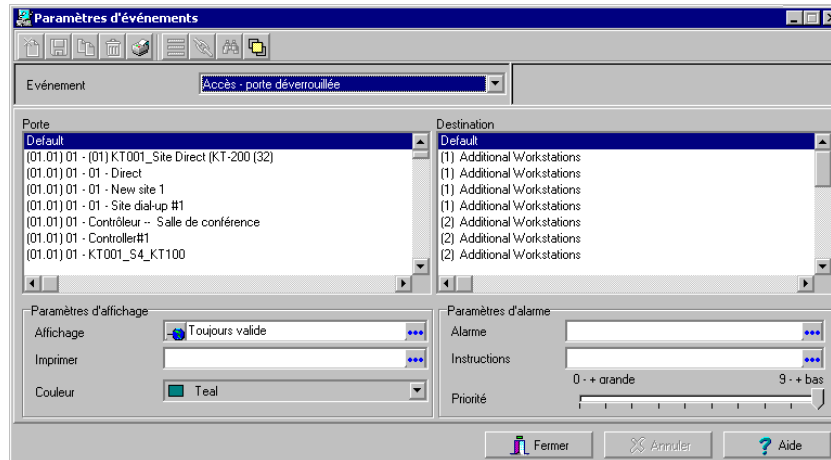 Paramètres d'événements
Evénement
Accès - porte déverrouillée
Porte
Default
(01.01) 01 - (01) KT001_Site Direct (KT-200 (32)
(01.01) 01 - 01 - Direct
(01.01) 01 - 01 - New site 1
(01.01) 01 - 01 - Site dial-up #1
(01.01) 01 - Contrôleur -- Salle de conférence
(01.01) 01 - Controller#1
(01.01) 01 - KT001_S4_KT100
Destination
Default
(1) Additional Workstations
(1) Additional Workstations
(1) Additional Workstations
(1) Additional Workstations
(2) Additional Workstations
(2) Additional Workstations
(2) Additional Workstations
Paramètres d'affichage
Affichage
Toujours valide
Imprimer
Couleur
Teal
Paramètres d'alarme
Alarme
Instructions
0 - + grande
9 - + bas
Priorité
Fermer
Annuler
Aide